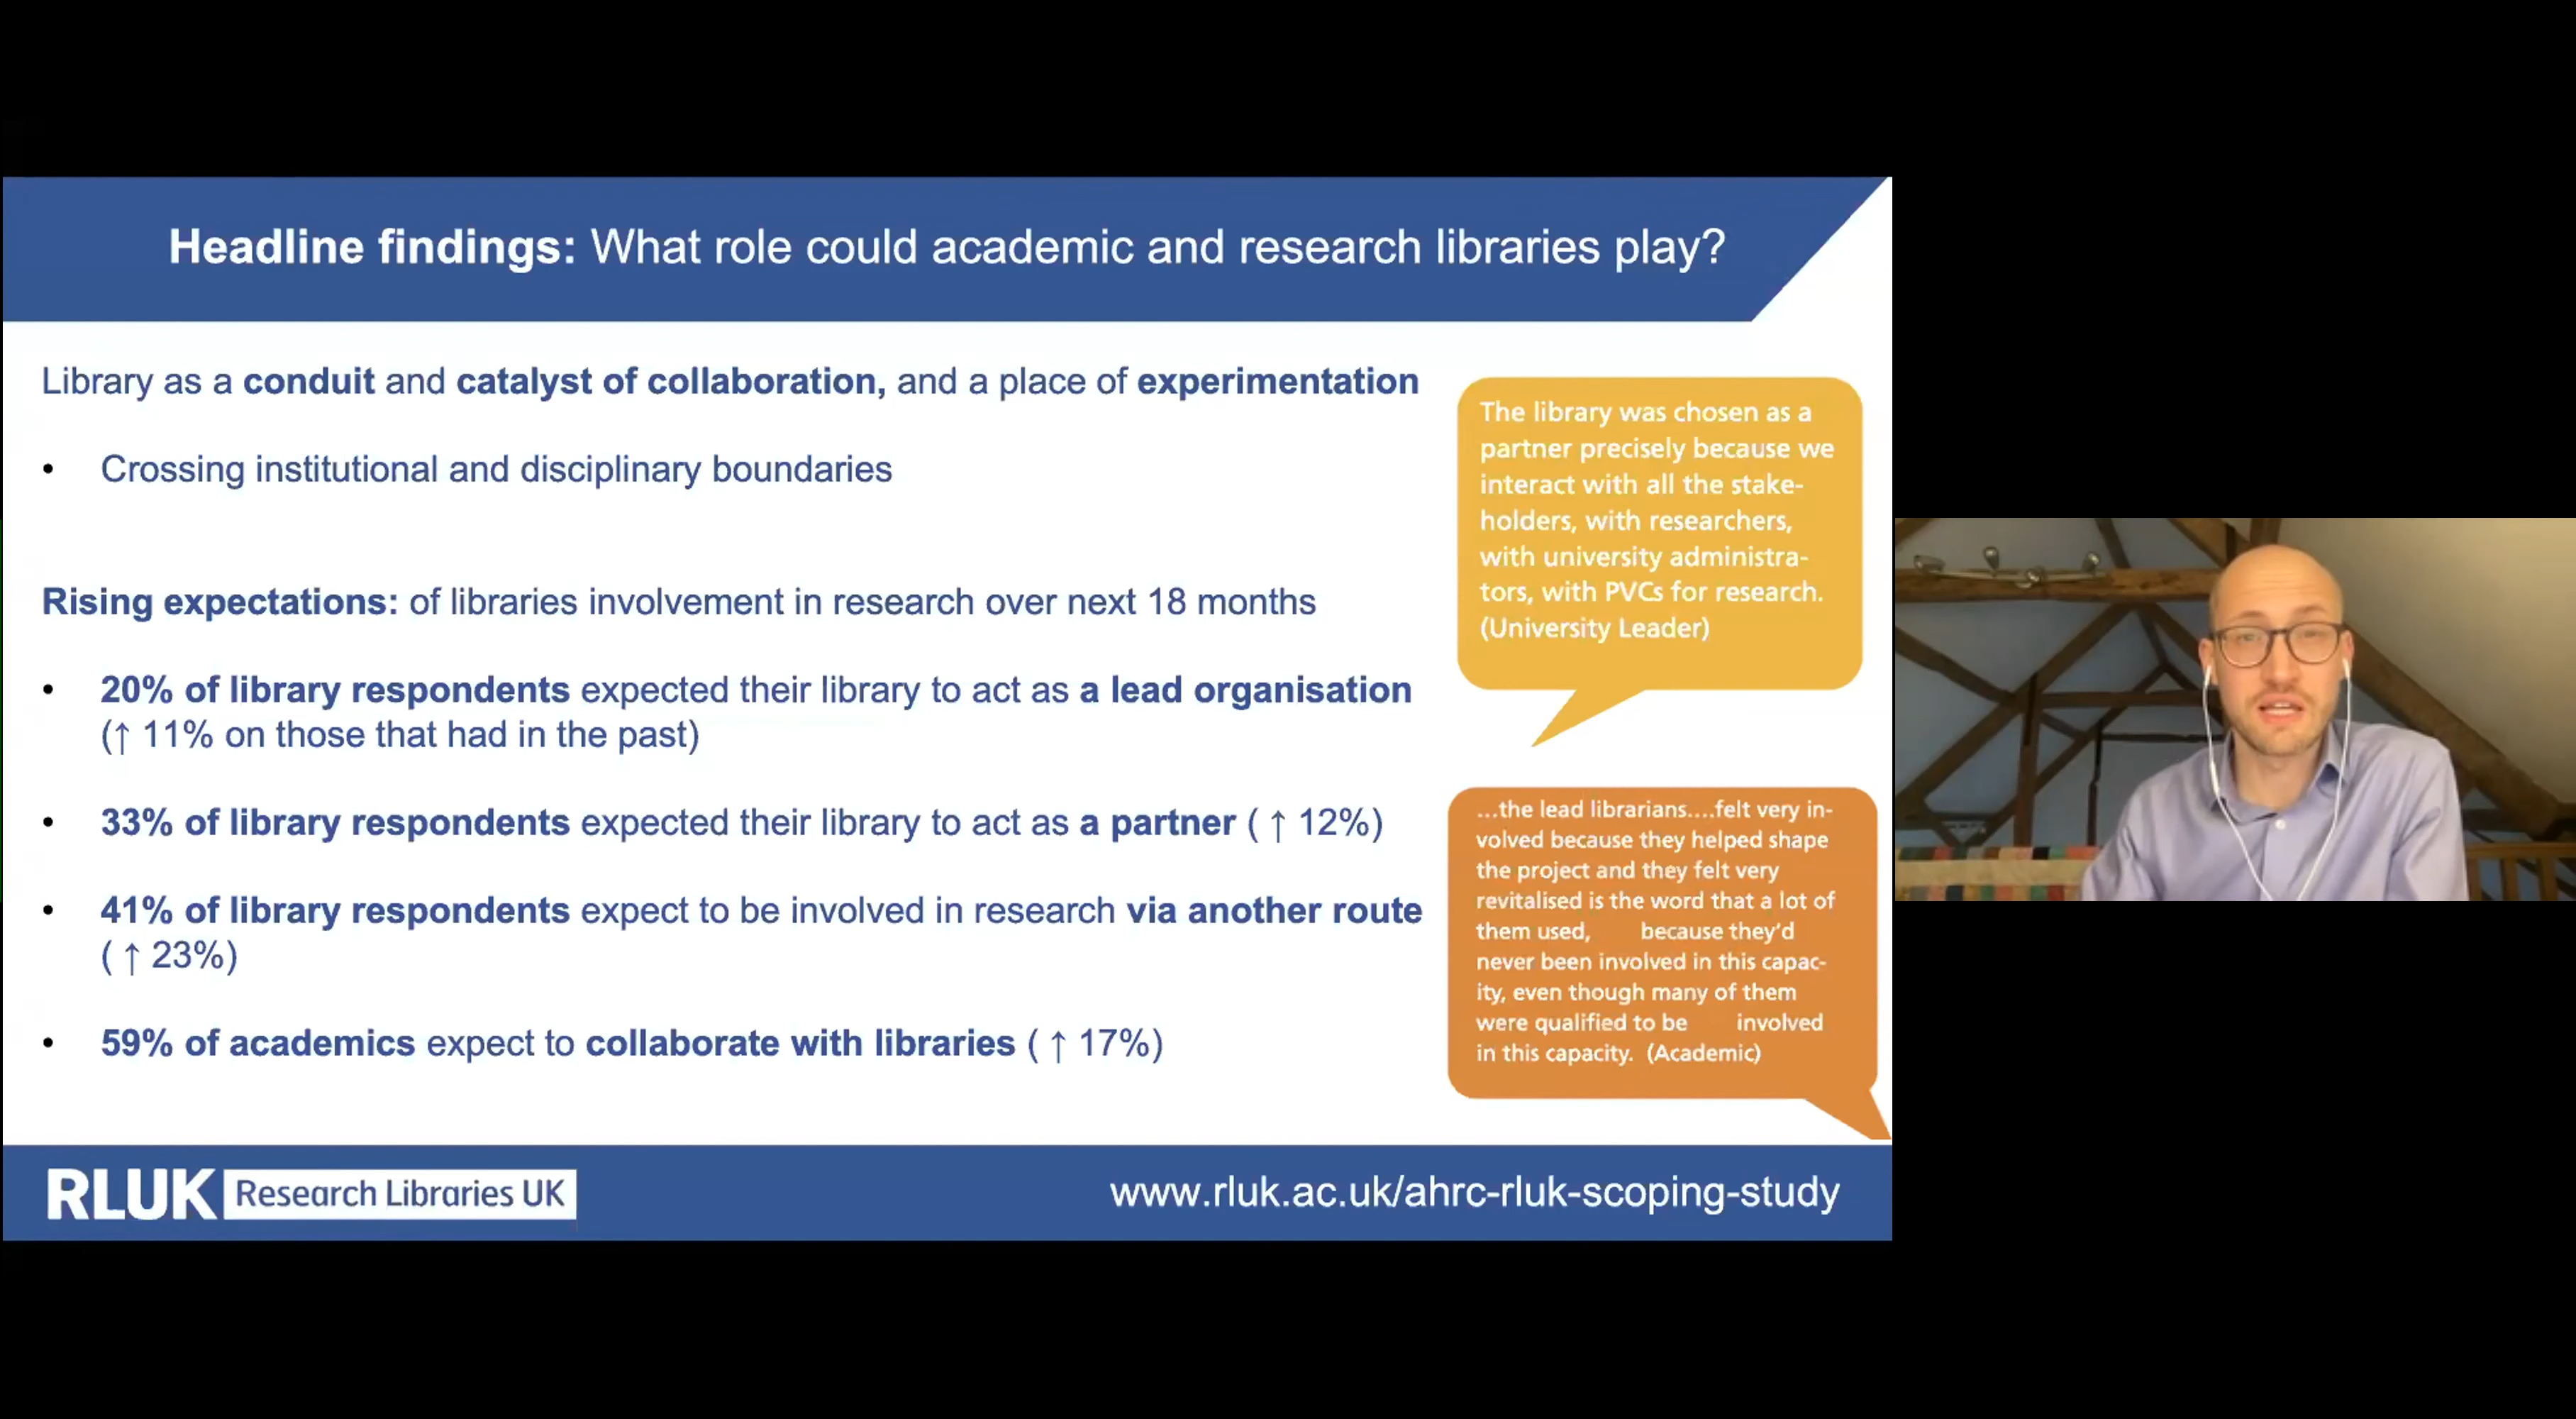 Headline findings: What role could academic and research libraries play?
Library as a conduit and catalyst of collaboration, and a place of experimentation
• Crossing institutional and disciplinary boundaries
Rising expectations: of libraries involvement in research over next 18 months
• 20% of library respondents expected their library to act as a lead organisation
(↑ 11% on those that had in the past)
• 33% of library respondents expected their library to act as a partner ( ↑ 12%)
• 41% of library respondents expect to be involved in research via another route
( ↑ 23%)
• 59% of academics expect to collaborate with libraries ( ↑ 17%)
The library was chosen as a
partner precisely because we
interact with all the stake-
holders, with researchers,
with university administra-
tors, with PVCs for research.
(University Leader)
...the lead librarians....felt very in-
volved because they helped shape
the project and they felt very
revitalised is the word that a lot of
them used, because they'd
never been involved in this capac-
ity, even though many of them
were qualified to be involved
in this capacity. (Academic)
RLUK Research Libraries UK
www.rluk.ac.uk/ahrc-rluk-scoping-study